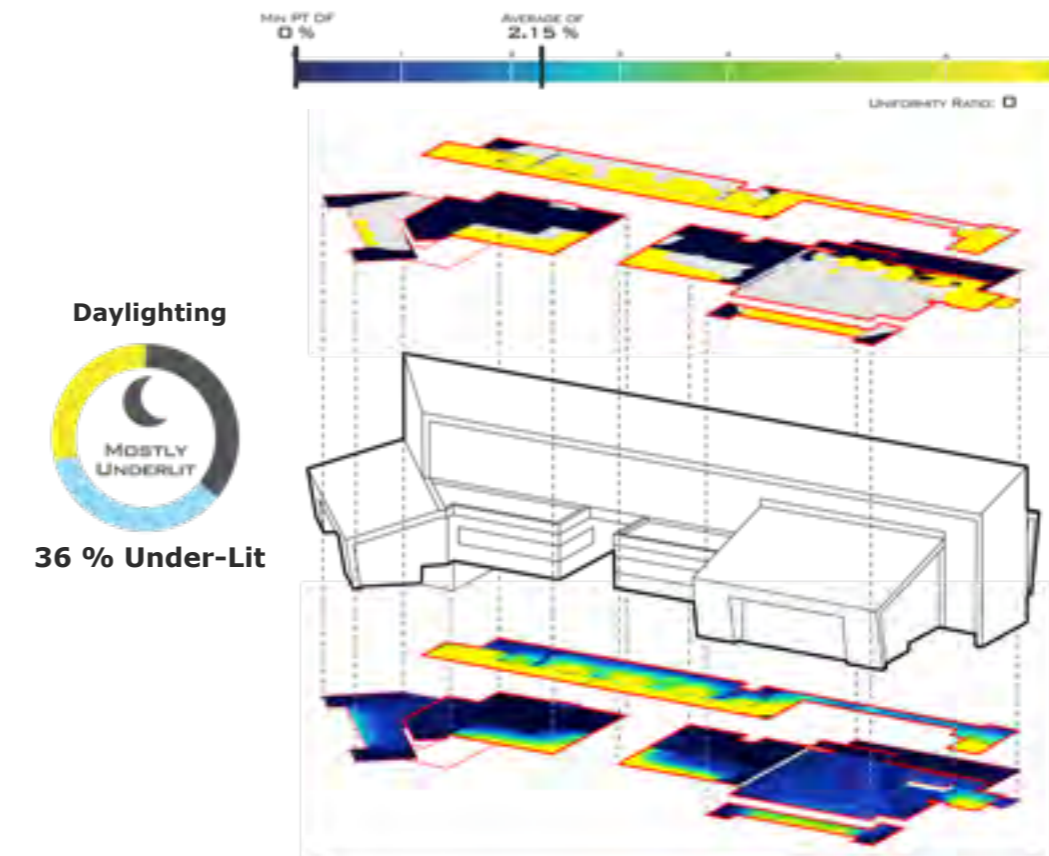 MIN PT DF
0 %
AVERAGE DF
2.15 %
UNIFORMITY RATIO: 0
Daylighting
MOSTLY
UNDERLIT
36 % Under-Lit